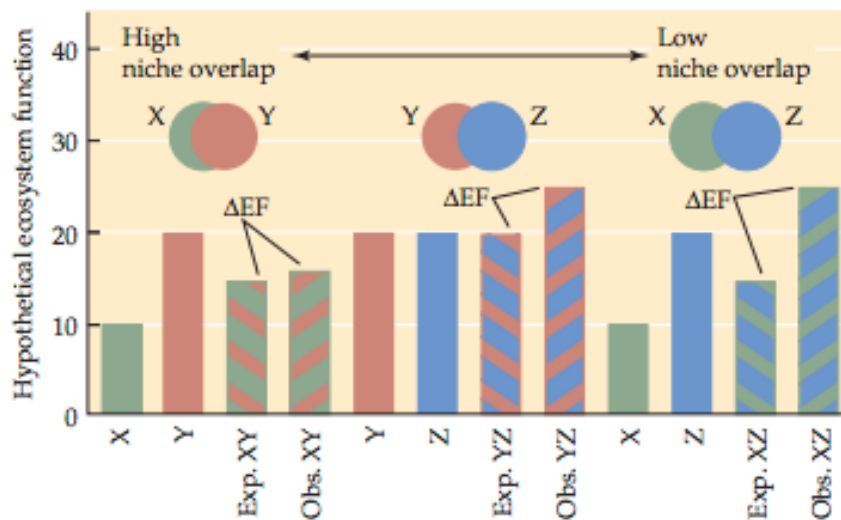 Hypothetical ecosystem function
40
30
20
10
0
High
niche overlap
Low
niche overlap
X
Y
Y
Z
X
Z
ΔEF
ΔEF
ΔEF
X
Y
Exp. XY
Obs. XY
Y
Z
Exp. YZ
Obs. YZ
X
Z
Exp. XZ
Obs. XZ